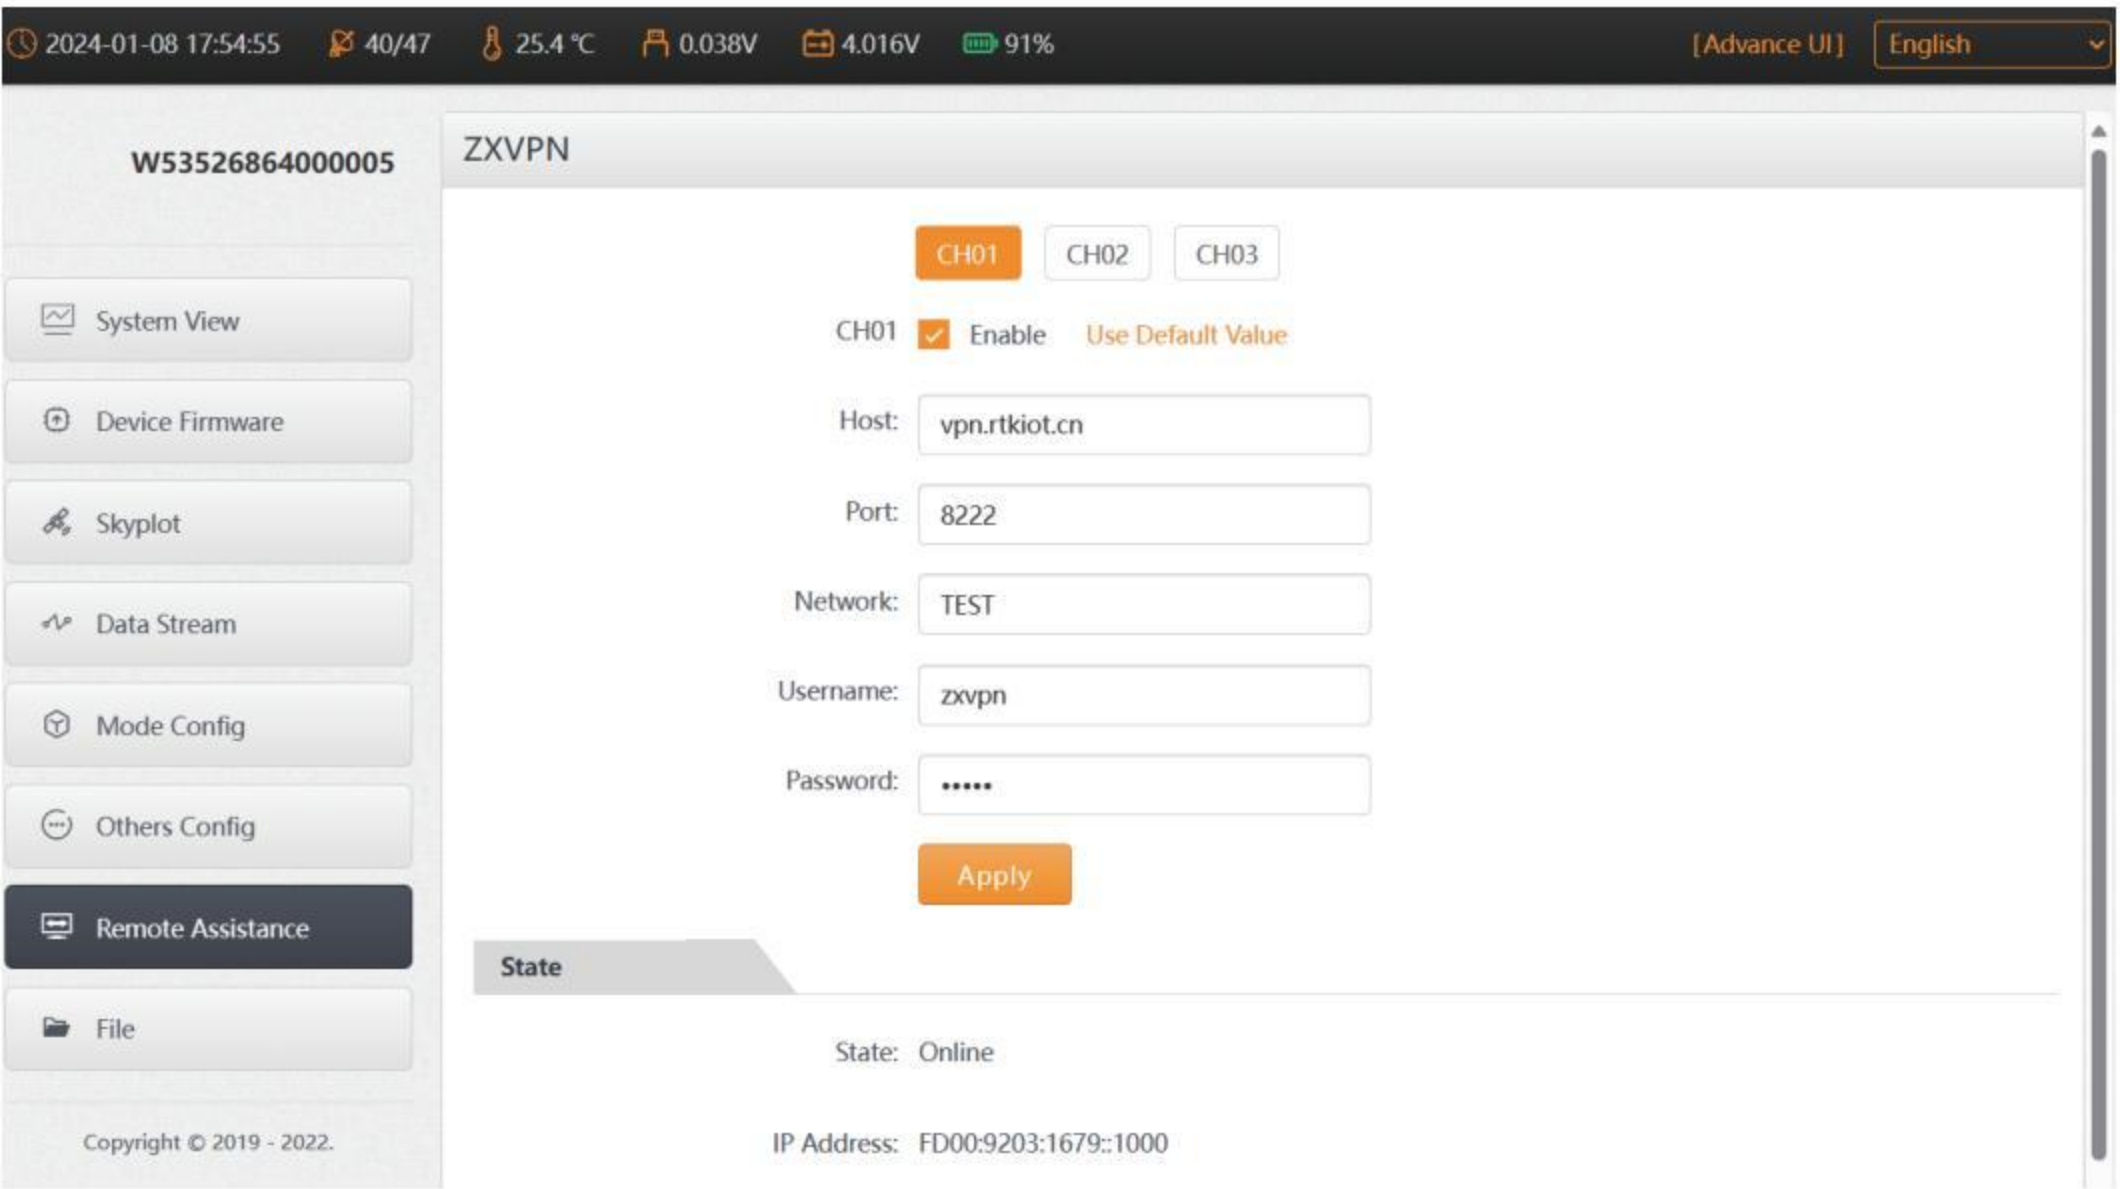 2024-01-08 17:54:55 40/47 25.4 ℃ 0.038V 4.016V 91% [Advance UI] English
W53526864000005
System View
Device Firmware
Skyplot
Data Stream
Mode Config
Others Config
Remote Assistance
File
Copyright © 2019 - 2022.
ZXVPN
CH01 CH02 CH03
CH01 Enable Use Default Value
Host: vpn.rtkiot.cn
Port: 8222
Network: TEST
Username: zxvpn
Password: •••••
Apply
State
State: Online
IP Address: FD00:9203:1679::1000